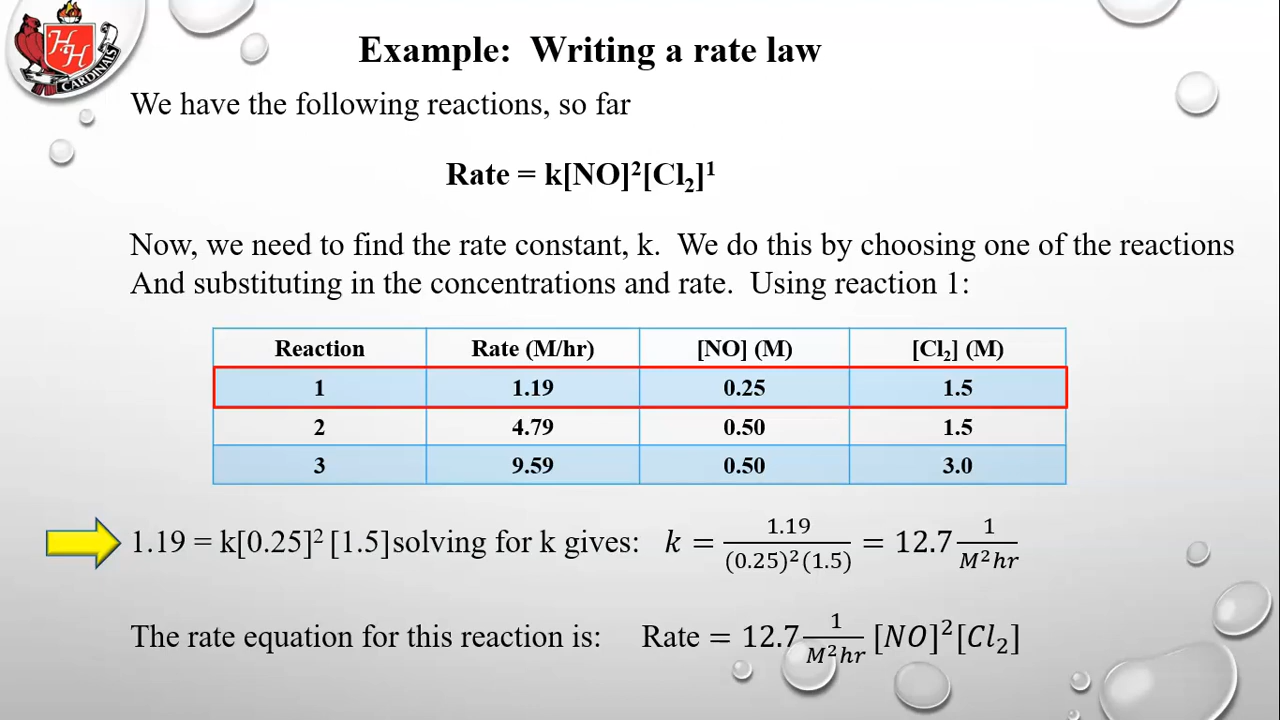 HH
CARDINALS
Example: Writing a rate law
We have the following reactions, so far
Rate = k[NO]²[Cl₂]¹
Now, we need to find the rate constant, k. We do this by choosing one of the reactions
And substituting in the concentrations and rate. Using reaction 1:
Reaction Rate (M/hr) [NO] (M) [Cl₂] (M)
1 1.19 0.25 1.5
2 4.79 0.50 1.5
3 9.59 0.50 3.0
1.19 = k[0.25]² [1.5]solving for k gives: k = 1.19/(0.25)²(1.5) = 12.7 1/M²hr
The rate equation for this reaction is: Rate = 12.7 1/M²hr [NO]²[Cl₂]